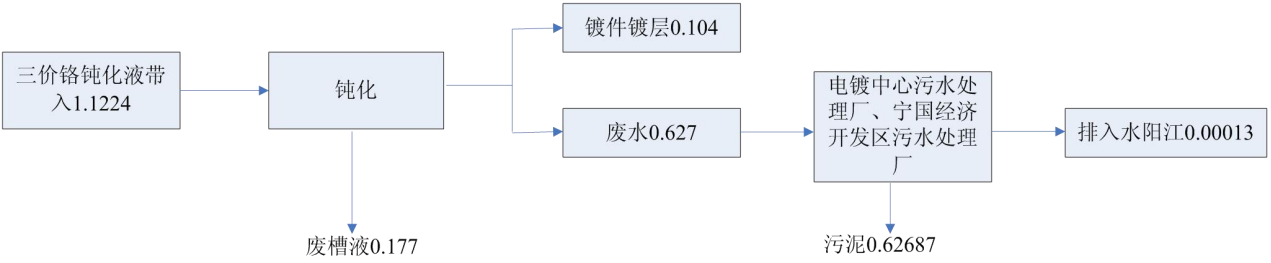 三价铬钝化液带
入1.1224
钝化
镀件镀层0.104
废水0.627
废槽液0.177
电镀中心污水处
理厂、宁国经济
开发区污水处理
厂
污泥0.62687
排入水阳江0.00013